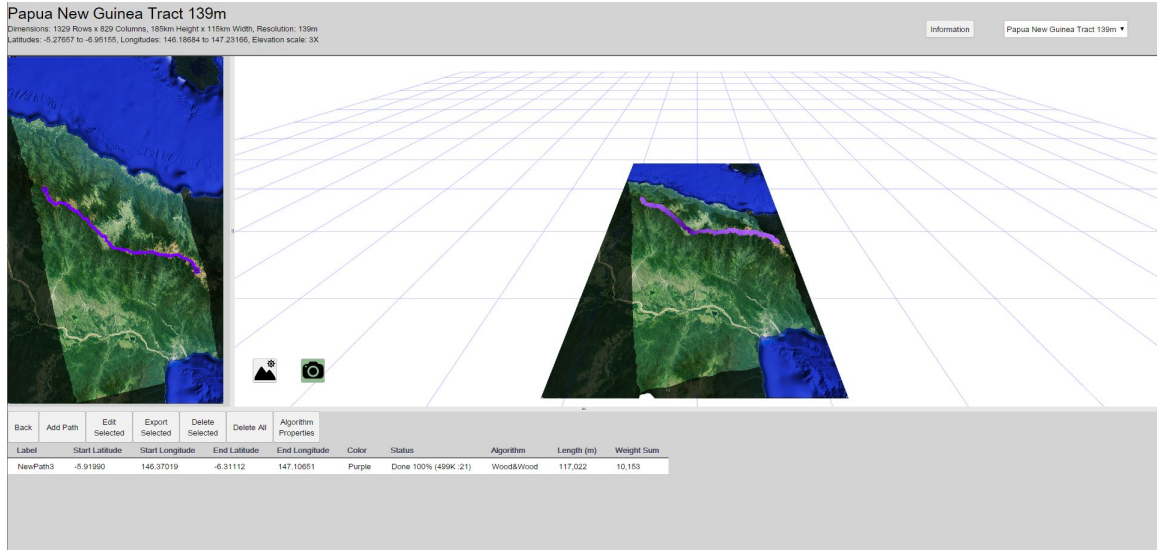 Papua New Guinea Tract 139m
Dimensions: 1329 Rows x 829 Columns, 185km Height x 115km Width, Resolution: 139m
Latitudes: -5.27657 to -6.95155, Longitudes: 146.18684 to 147.23166, Elevation scale: 3X
Information
Papua New Guinea Tract 139m
Back
Add Path
Edit
Selected
Export
Selected
Delete
Selected
Delete All
Algorithm
Properties
Label Start Latitude Start Longitude End Latitude End Longitude Color Status Algorithm Length (m) Weight Sum
NewPath3 -5.91990 146.37019 -6.31112 147.10651 Purple Done 100% (499K :21) Wood&Wood 117,022 10,153